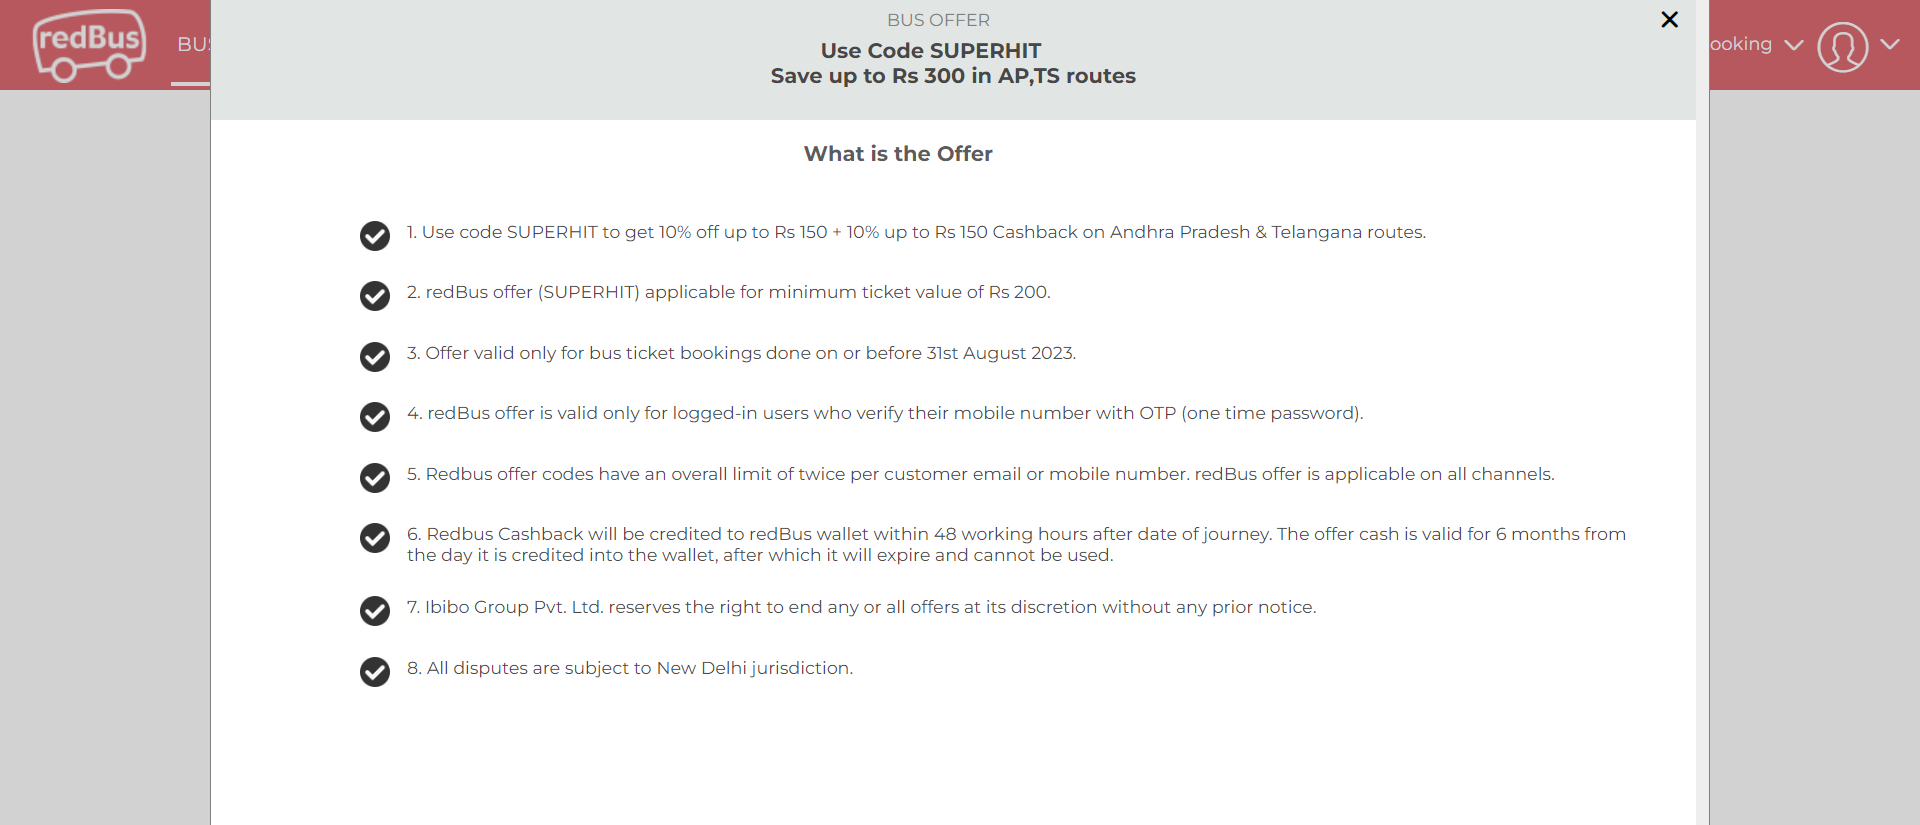 redBus
BUS OFFER
Use Code SUPERHIT
Save up to Rs 300 in AP,TS routes
ooking
What is the Offer
1. Use code SUPERHIT to get 10% off up to Rs 150 + 10% up to Rs 150 Cashback on Andhra Pradesh & Telangana routes.
2. redBus offer (SUPERHIT) applicable for minimum ticket value of Rs 200.
3. Offer valid only for bus ticket bookings done on or before 31st August 2023.
4. redBus offer is valid only for logged-in users who verify their mobile number with OTP (one time password).
5. Redbus offer codes have an overall limit of twice per customer email or mobile number. redBus offer is applicable on all channels.
6. Redbus Cashback will be credited to redBus wallet within 48 working hours after date of journey. The offer cash is valid for 6 months from
the day it is credited into the wallet, after which it will expire and cannot be used.
7. Ibibo Group Pvt. Ltd. reserves the right to end any or all offers at its discretion without any prior notice.
8. All disputes are subject to New Delhi jurisdiction.